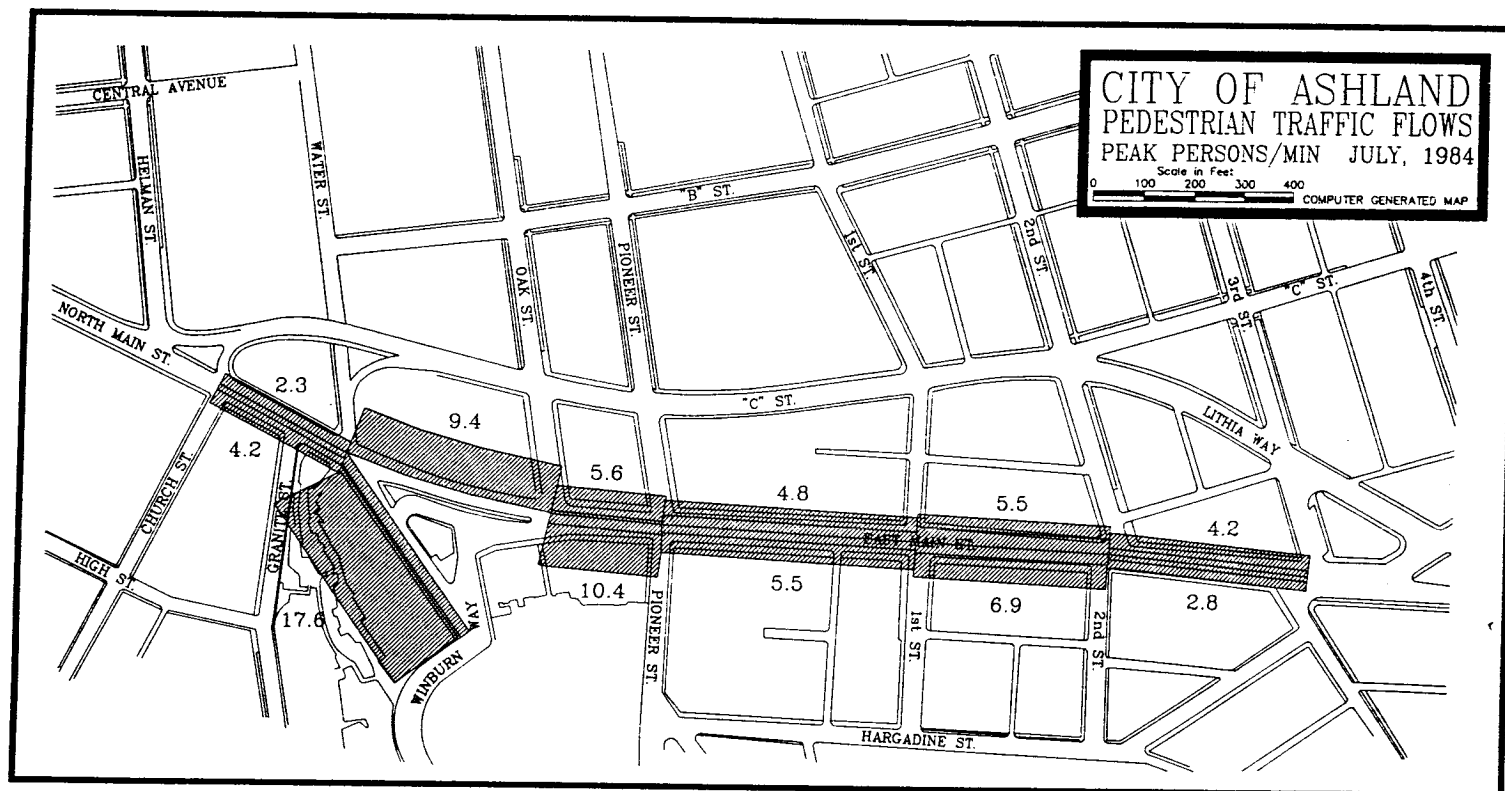 CITY OF ASHLAND
PEDESTRIAN TRAFFIC FLOWS
PEAK PERSONS/MIN JULY, 1984
Scale in Feet
0 100 200 300 400
COMPUTER GENERATED MAP
CENTRAL AVENUE
HELMAN ST.
WATER ST.
"B" ST.
OAK ST.
PIONEER ST.
1st ST.
2nd ST.
3rd ST.
"C" ST.
4th ST.
NORTH MAIN ST.
2.3
9.4
4.2
"C" ST.
LITHIA WAY
5.6
4.8
5.5
4.2
CHURCH ST.
GRANITE ST.
HIGH ST.
EAST MAIN ST.
17.6
10.4
5.5
6.9
2.8
WINBURN WAY
PIONEER ST.
1st ST.
2nd ST.
HARGADINE ST.